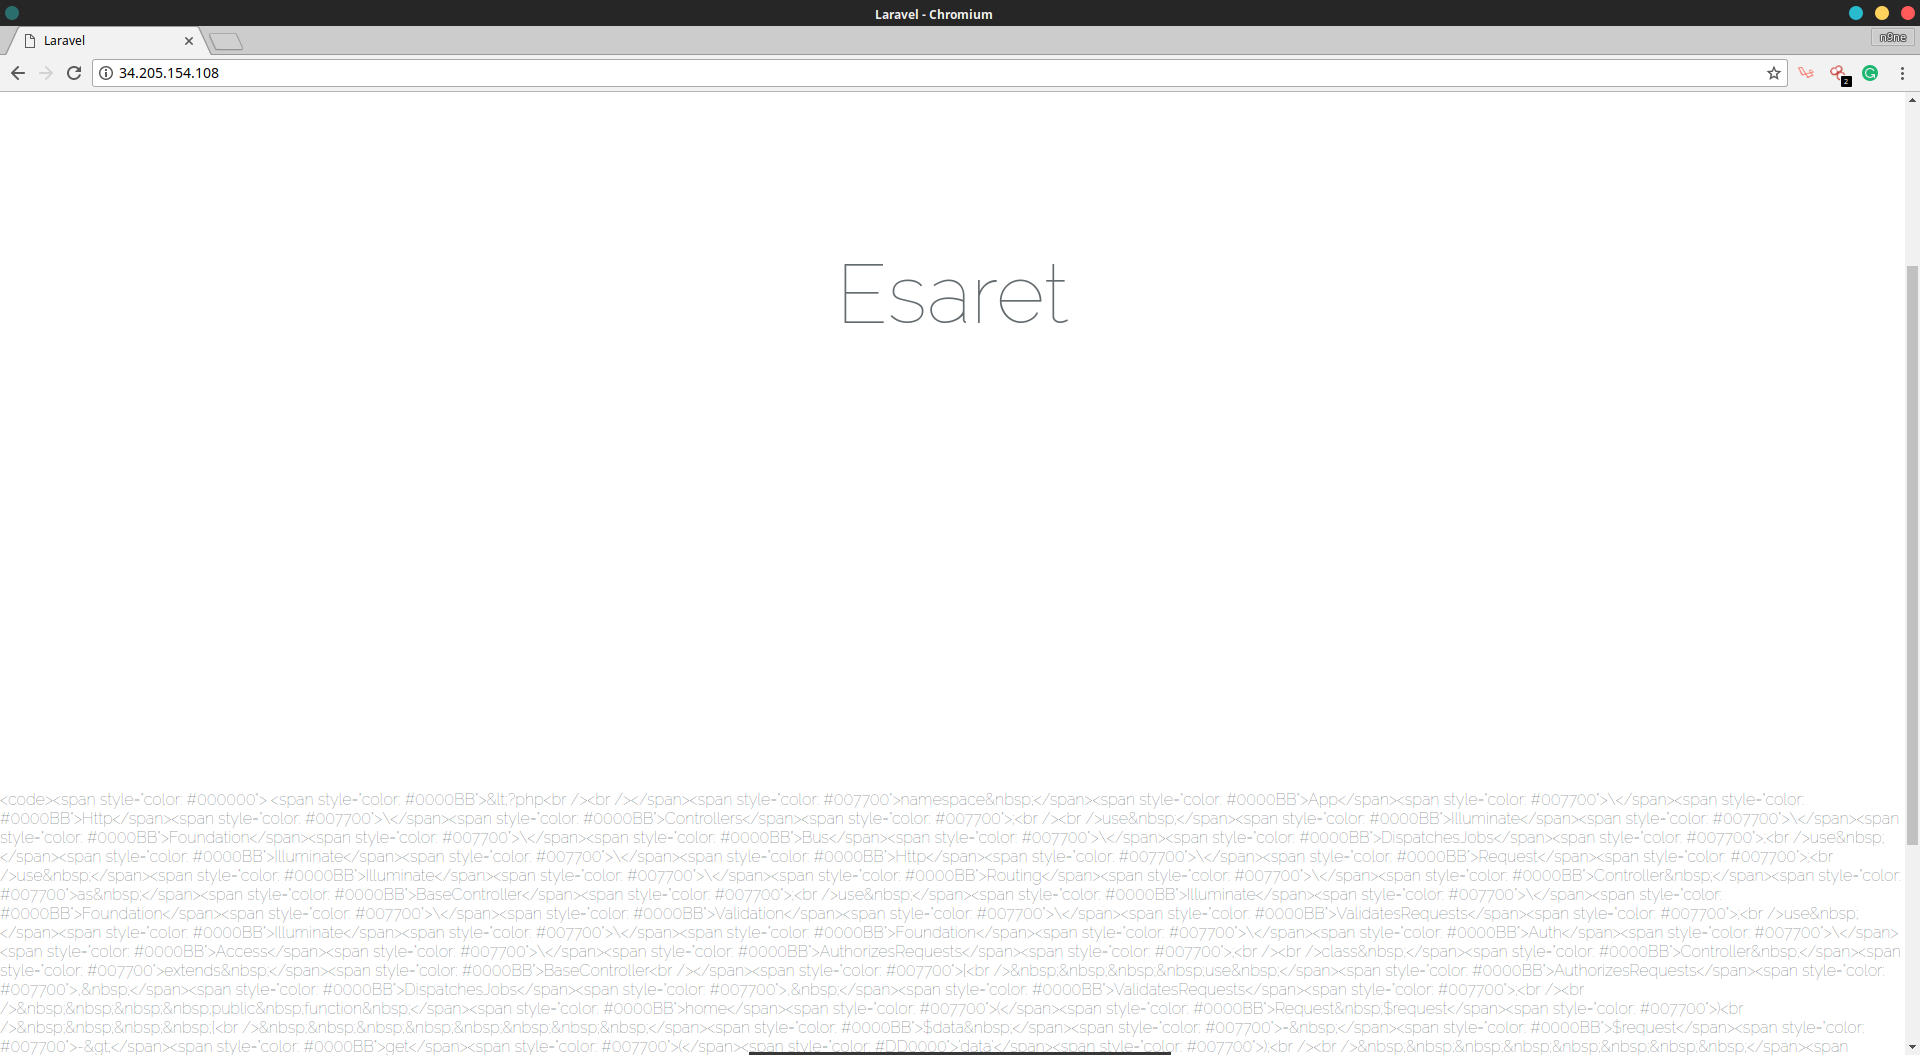 Laravel - Chromium
Laravel
n9ne
34.205.154.108
2
Esaret
<code><span style="color: #000000"> <span style="color: #0000BB">&lt;?php<br /><br /></span><span style="color: #007700">namespace&nbsp;</span><span style="color: #0000BB">App</span><span style="color: #007700">\</span><span style="color:
#0000BB">Http</span><span style="color: #007700">\</span><span style="color: #0000BB">Controllers</span><span style="color: #007700">;<br /><br />use&nbsp;</span><span style="color: #0000BB">Illuminate</span><span style="color: #007700">\</span><span
style="color: #0000BB">Foundation</span><span style="color: #007700">\</span><span style="color: #0000BB">Bus</span><span style="color: #007700">\</span><span style="color: #0000BB">DispatchesJobs</span><span style="color: #007700">;<br />use&nbsp;
</span><span style="color: #0000BB">Illuminate</span><span style="color: #007700">\</span><span style="color: #0000BB">Http</span><span style="color: #007700">\</span><span style="color: #0000BB">Request</span><span style="color: #007700">;<br
/>use&nbsp;</span><span style="color: #0000BB">Illuminate</span><span style="color: #007700">\</span><span style="color: #0000BB">Routing</span><span style="color: #007700">\</span><span style="color: #0000BB">Controller&nbsp;</span><span style="color:
#007700">as&nbsp;</span><span style="color: #0000BB">BaseController</span><span style="color: #007700">;<br />use&nbsp;</span><span style="color: #0000BB">Illuminate</span><span style="color: #007700">\</span><span style="color:
#0000BB">Foundation</span><span style="color: #007700">\</span><span style="color: #0000BB">Validation</span><span style="color: #007700">\</span><span style="color: #0000BB">ValidatesRequests</span><span style="color: #007700">;<br />use&nbsp;
</span><span style="color: #0000BB">Illuminate</span><span style="color: #007700">\</span><span style="color: #0000BB">Foundation</span><span style="color: #007700">\</span><span style="color: #0000BB">Auth</span><span style="color: #007700">\</span>
<span style="color: #0000BB">Access</span><span style="color: #007700">\</span><span style="color: #0000BB">AuthorizesRequests</span><span style="color: #007700">;<br /><br />class&nbsp;</span><span style="color: #0000BB">Controller&nbsp;</span><span
style="color: #007700">extends&nbsp;</span><span style="color: #0000BB">BaseController<br /></span><span style="color: #007700">{<br />&nbsp;&nbsp;&nbsp;&nbsp;use&nbsp;</span><span style="color: #0000BB">AuthorizesRequests</span><span style="color:
#007700">,&nbsp;</span><span style="color: #0000BB">DispatchesJobs</span><span style="color: #007700">,&nbsp;</span><span style="color: #0000BB">ValidatesRequests</span><span style="color: #007700">;<br /><br
/>&nbsp;&nbsp;&nbsp;&nbsp;public&nbsp;function&nbsp;</span><span style="color: #0000BB">home</span><span style="color: #007700">(</span><span style="color: #0000BB">Request&nbsp;$request</span><span style="color: #007700">)<br
/>&nbsp;&nbsp;&nbsp;&nbsp;{<br />&nbsp;&nbsp;&nbsp;&nbsp;&nbsp;&nbsp;&nbsp;&nbsp;</span><span style="color: #0000BB">$data&nbsp;</span><span style="color: #007700">=&nbsp;</span><span style="color: #0000BB">$request</span><span style="color:
#007700">-&gt;</span><span style="color: #0000BB">get</span><span style="color: #007700">(</span><span style="color: #DD0000">'data'</span><span style="color: #007700">);<br /><br />&nbsp;&nbsp;&nbsp;&nbsp;&nbsp;&nbsp;&nbsp;&nbsp;</span><span